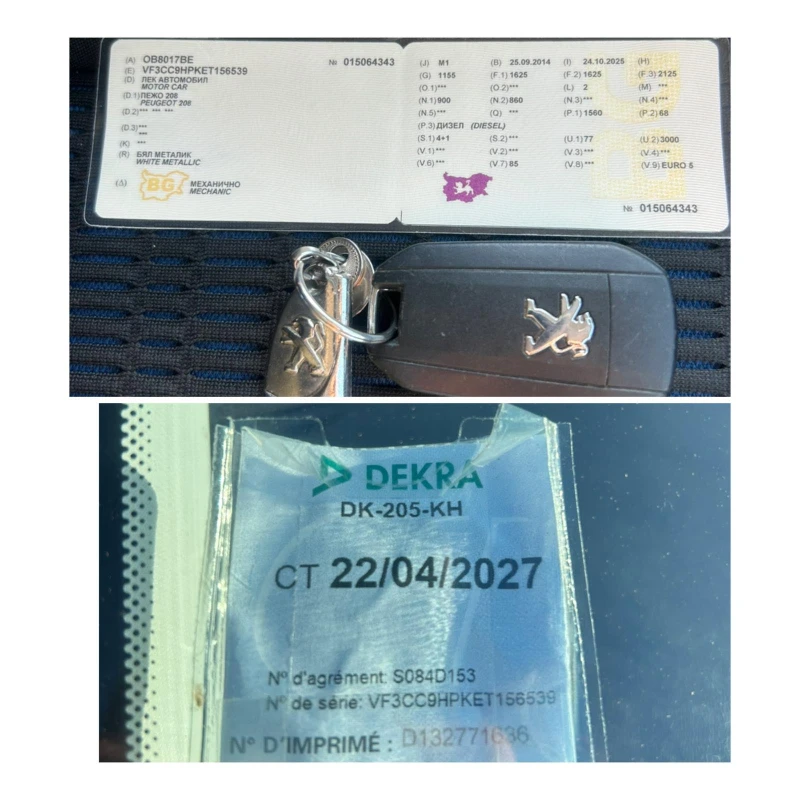 (A) OB8017BE № 015064343
(E) VF3CC9HPKET156539
(D) ЛЕК АВТОМОБИЛ
MOTOR CAR
(D.1) ПЕЖО 208
PEUGEOT 208
(D.2)*** *** ***
(D.3)***
***
(K) ***
(R) БЯЛ МЕТАЛИК
WHITE METALLIC
(Δ) BG МЕХАНИЧНО
MECHANIC
(J) M1 (B) 25.09.2014 (I) 24.10.2025 (H)
(G) 1155 (F.1) 1625 (F.2) 1625 (F.3) 2125
(O.1)*** (O.2)*** (L) 2 (M) ***
(N.1) 900 (N.2) 860 (N.3)*** (N.4)***
(N.5)*** (Q) *** (P.1) 1560 (P.2) 68
(P.3) ДИЗЕЛ (DIESEL)
(S.1) 4+1 (S.2)*** (U.1) 77 (U.2) 3000
(V.1)*** (V.2)*** (V.3)*** (V.4)***
(V.6)*** (V.7) 85 (V.8)*** (V.9) EURO 5
№ 015064343
DEKRA
DK-205-KH
CT 22/04/2027
N° d'agrément: S084D153
N° de série: VF3CC9HPKET156539
N° D'IMPRIMÉ : D132771636